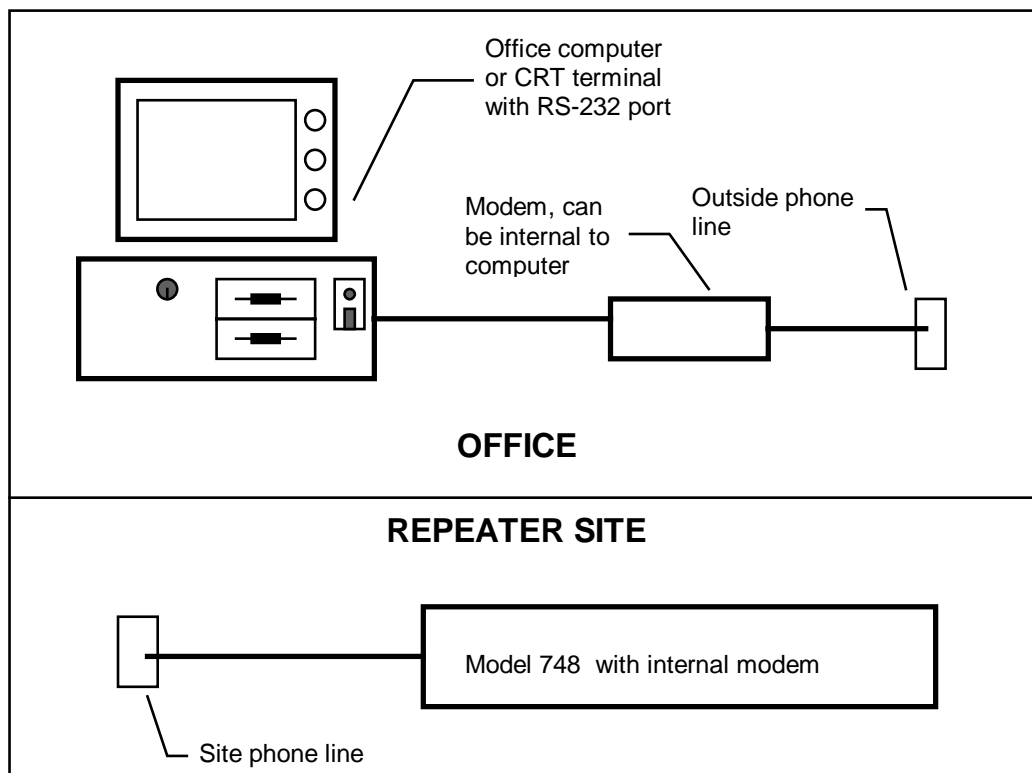 Office computer
or CRT terminal
with RS-232 port
Modem, can
be internal to
computer
Outside phone
line
OFFICE
REPEATER SITE
Model 748  with internal modem
Site phone line